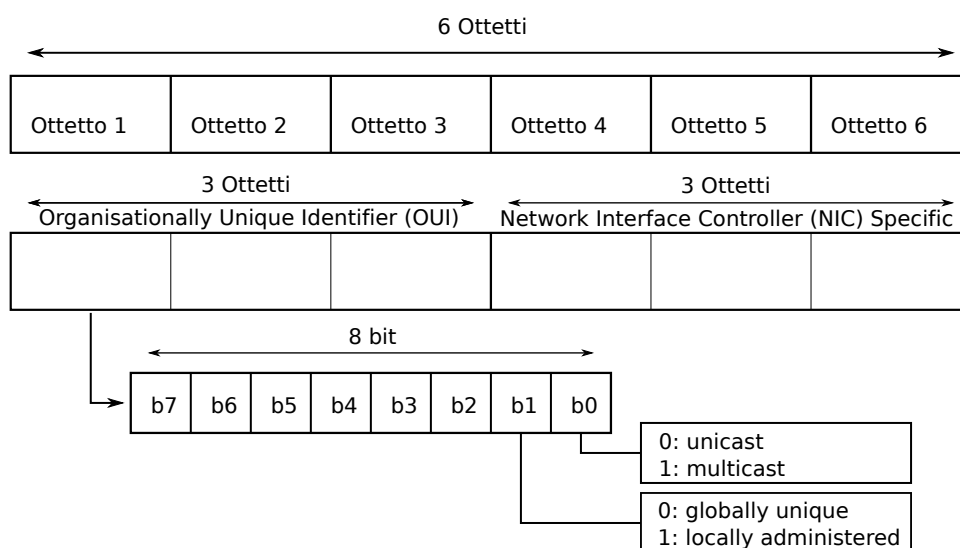 6 Ottetti
Ottetto 1 Ottetto 2 Ottetto 3 Ottetto 4 Ottetto 5 Ottetto 6
3 Ottetti 3 Ottetti
Organisationally Unique Identifier (OUI) Network Interface Controller (NIC) Specific
8 bit
b7 b6 b5 b4 b3 b2 b1 b0
0: unicast
1: multicast
0: globally unique
1: locally administered